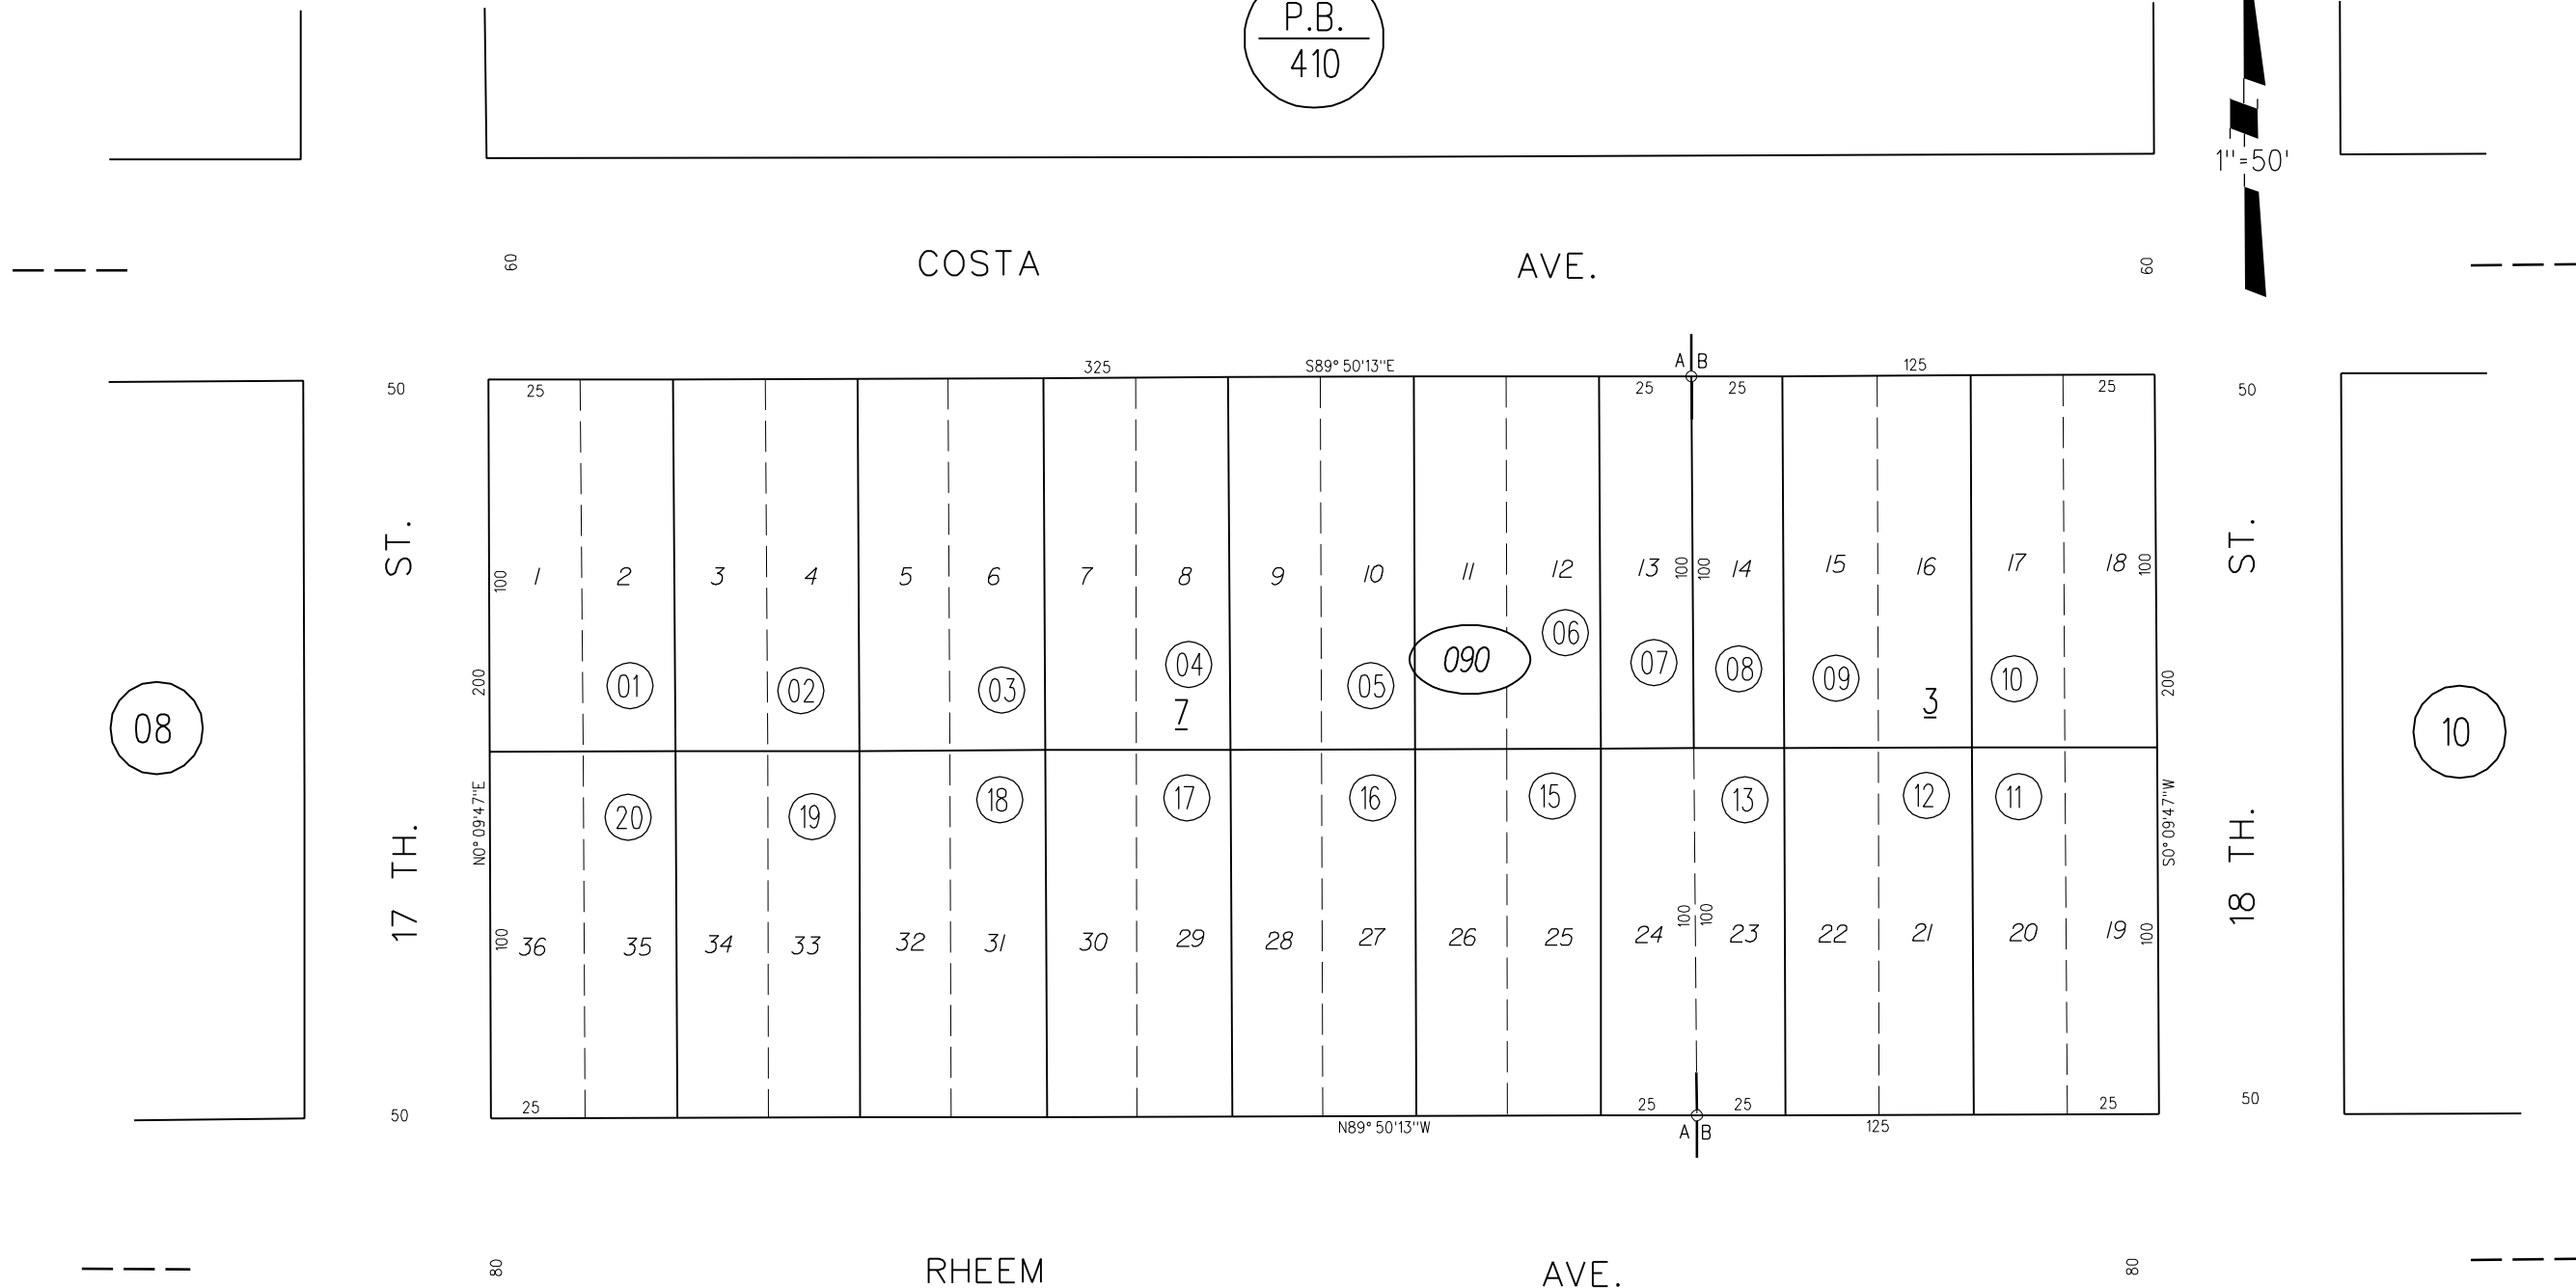 P.B.
410
1"=50'
60
COSTA AVE.
60
50
325
S89° 50'13"E
A B
125
50
25
25
25
25
ST.
100
1 2 3 4 5 6 7 8 9 10 11 12 13
100
100
14 15 16 17 18
100
ST.
200
01 02 03 04 05 090 06 07 08 09 10
200
7
3
08
10
N0° 09'47"E
20 19 18 17 16 15 13 12 11
S0° 09'47"W
17 TH.
18 TH.
100
36 35 34 33 32 31 30 29 28 27 26 25 24
100
100
23 22 21 20 19
100
25
25
25
25
50
N89° 50'13"W
A B
125
50
80
RHEEM AVE.
80